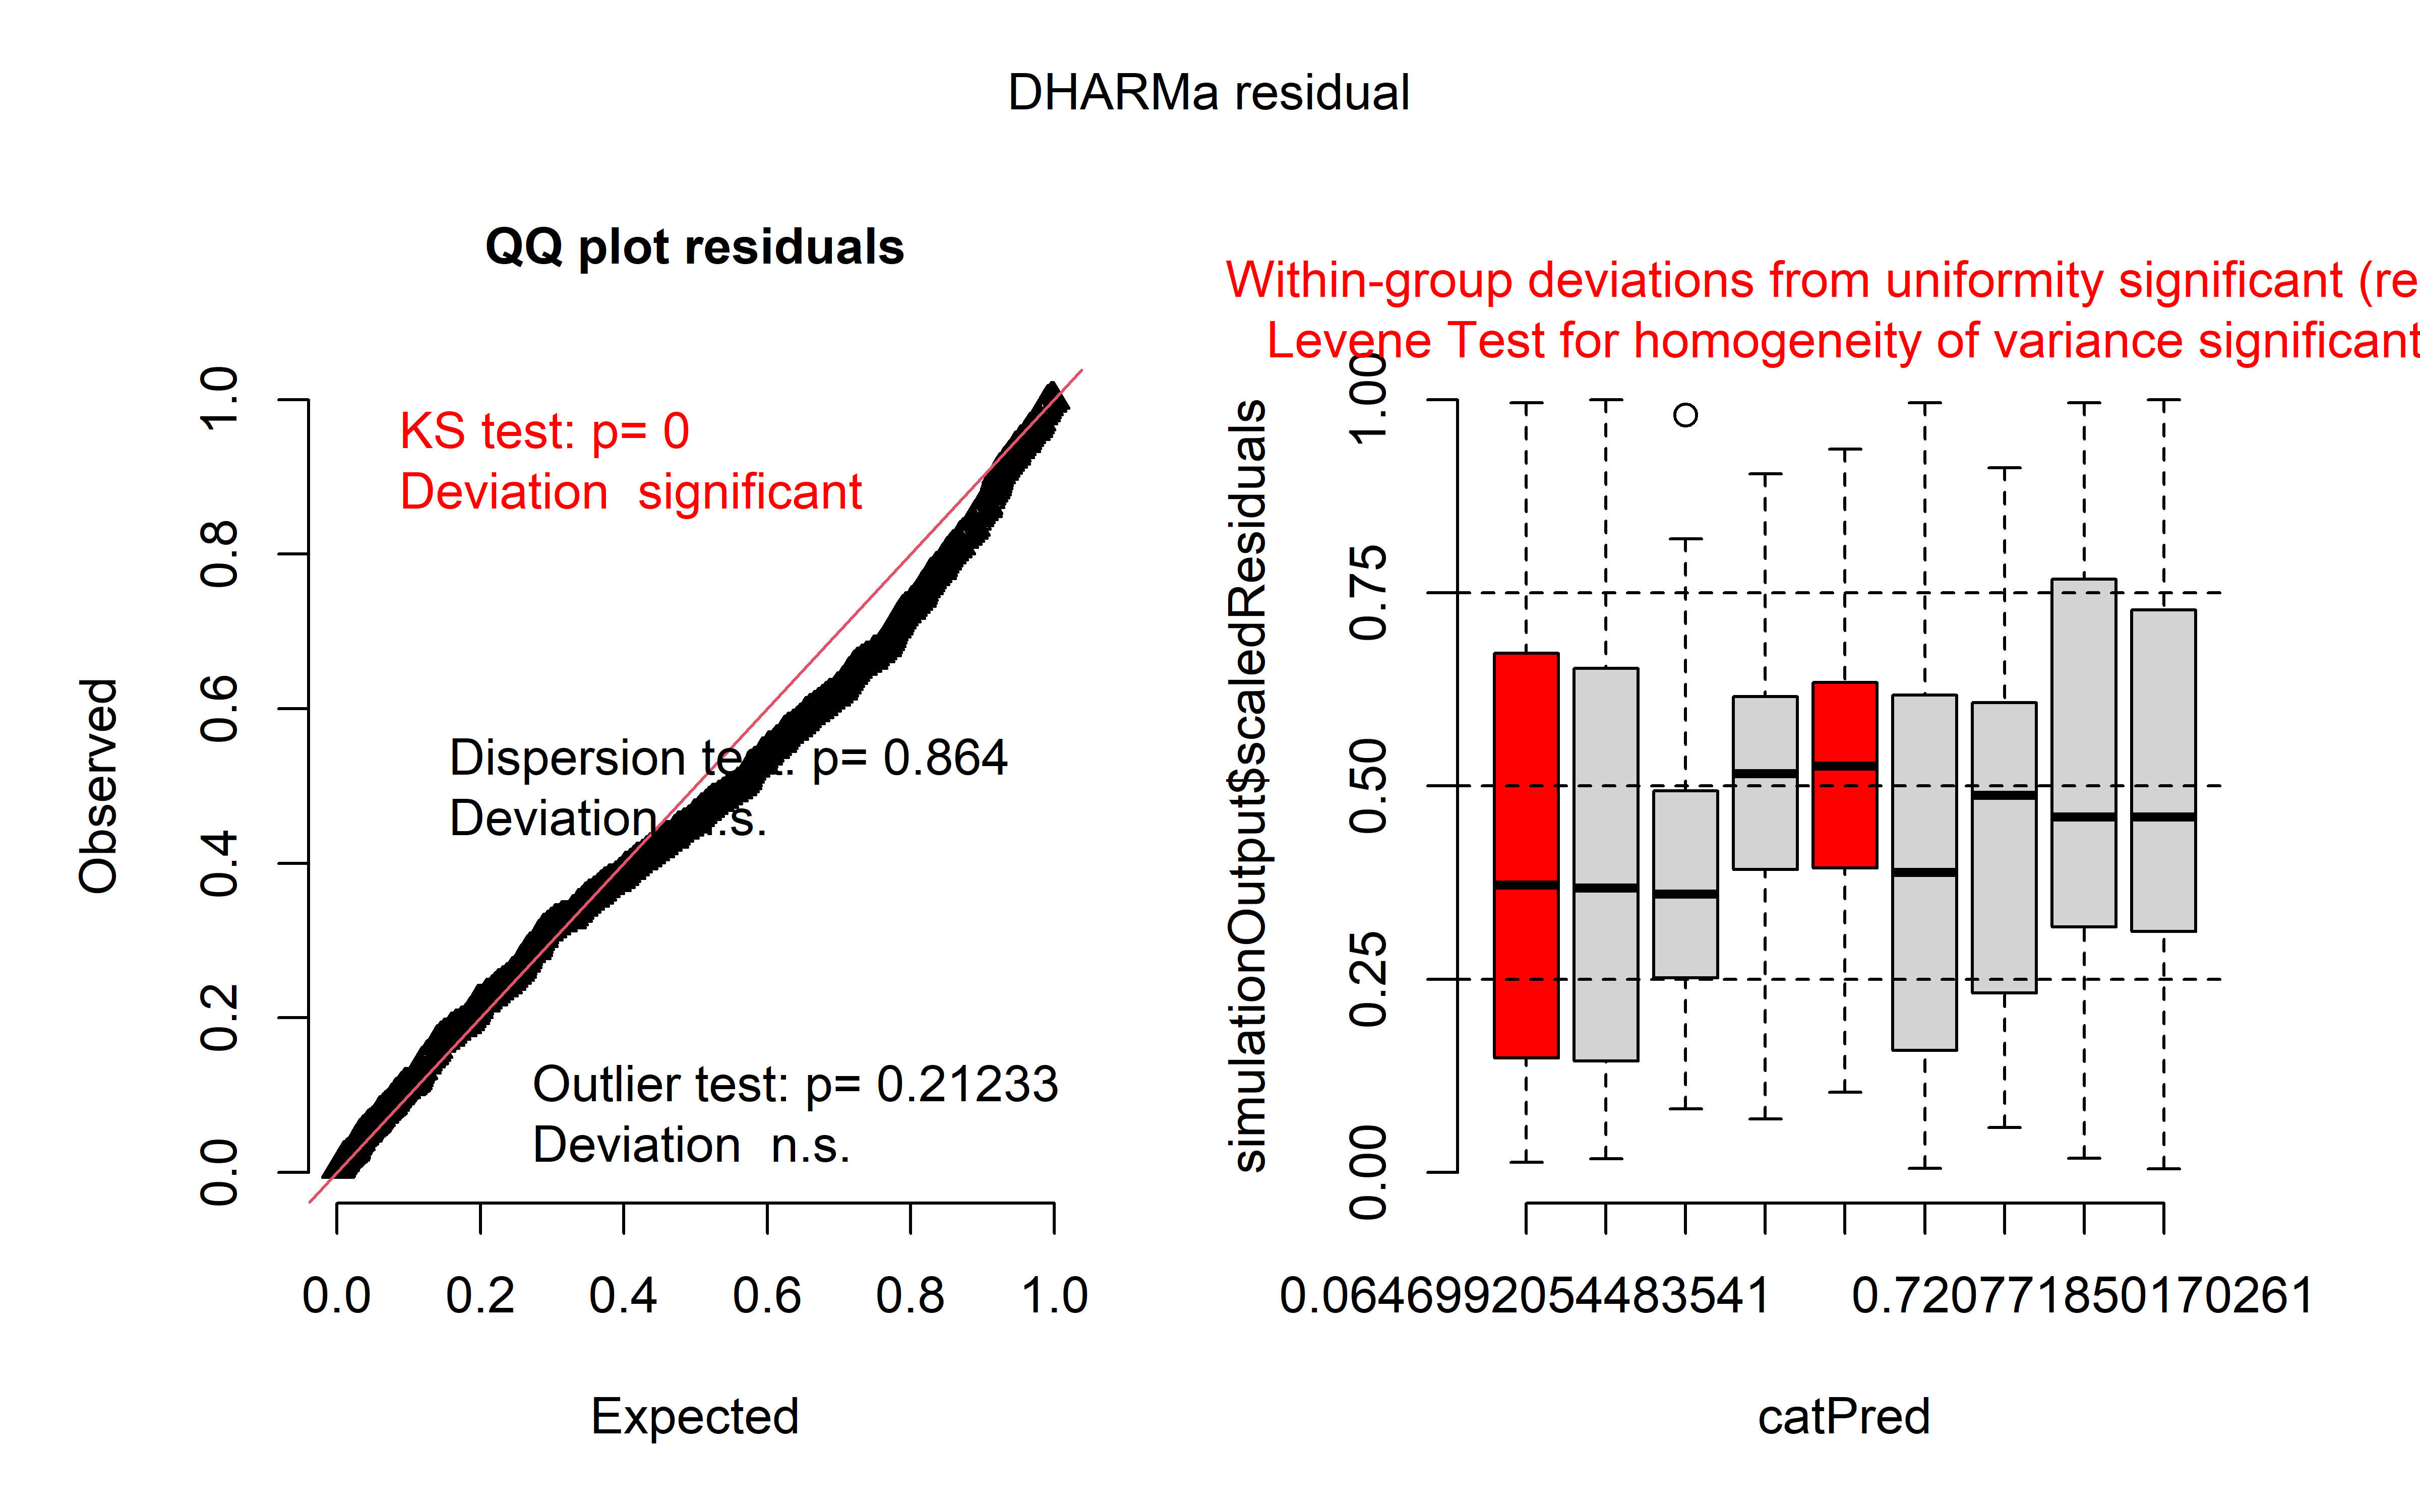 DHARMa residual
QQ plot residuals
KS test: p= 0
Deviation  significant
Dispersion test: p= 0.864
Deviation n.s.
Outlier test: p= 0.21233
Deviation  n.s.
Observed
1.0
0.8
0.6
0.4
0.2
0.0
0.0 0.2 0.4 0.6 0.8 1.0
Expected
Within-group deviations from uniformity significant (re
Levene Test for homogeneity of variance significant
simulationOutput$scaledResiduals
1.00
0.75
0.50
0.25
0.00
0.0646992054483541 0.720771850170261
catPred